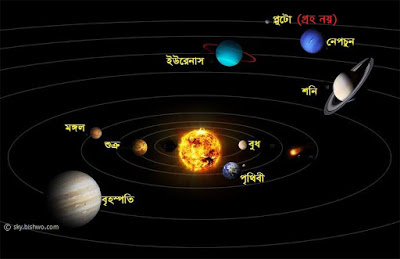 প্লুটো (গ্রহ নয়)
নেপচুন
ইউরেনাস
শনি
মঙ্গল
শুক্র
বুধ
পৃথিবী
বৃহস্পতি
© sky.bishwo.com